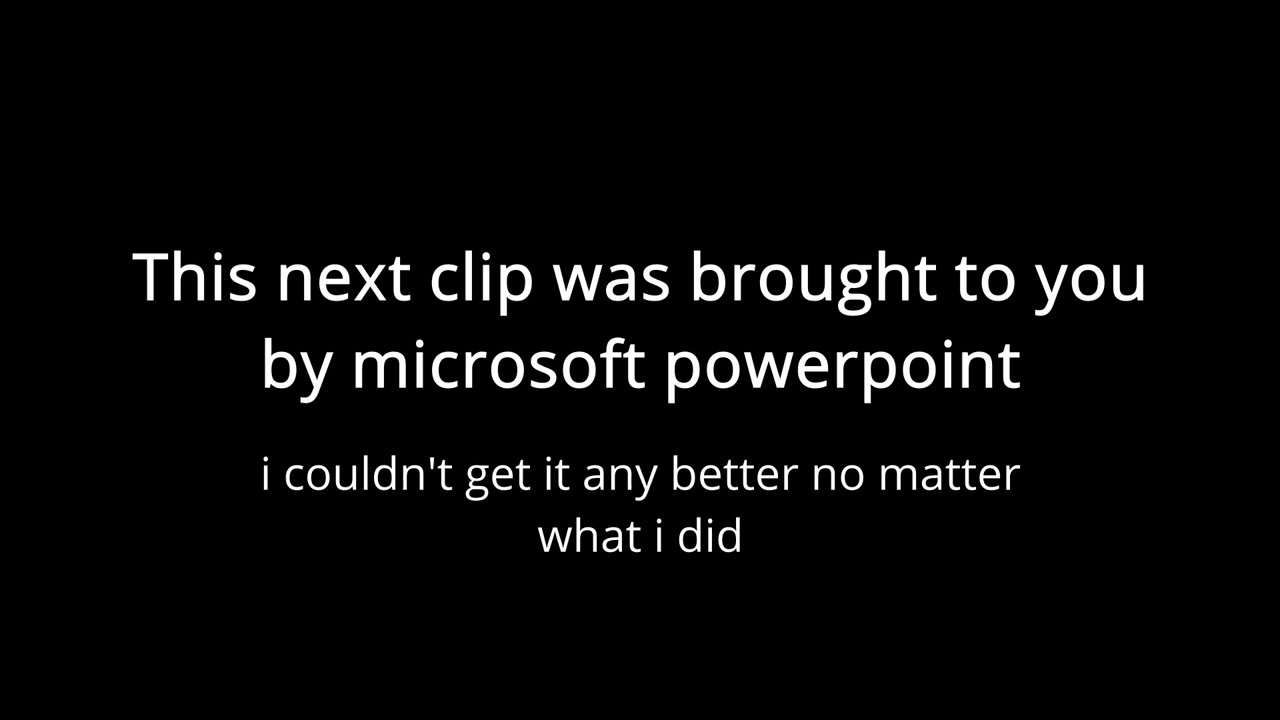 This next clip was brought to you
by microsoft powerpoint
i couldn't get it any better no matter
what i did